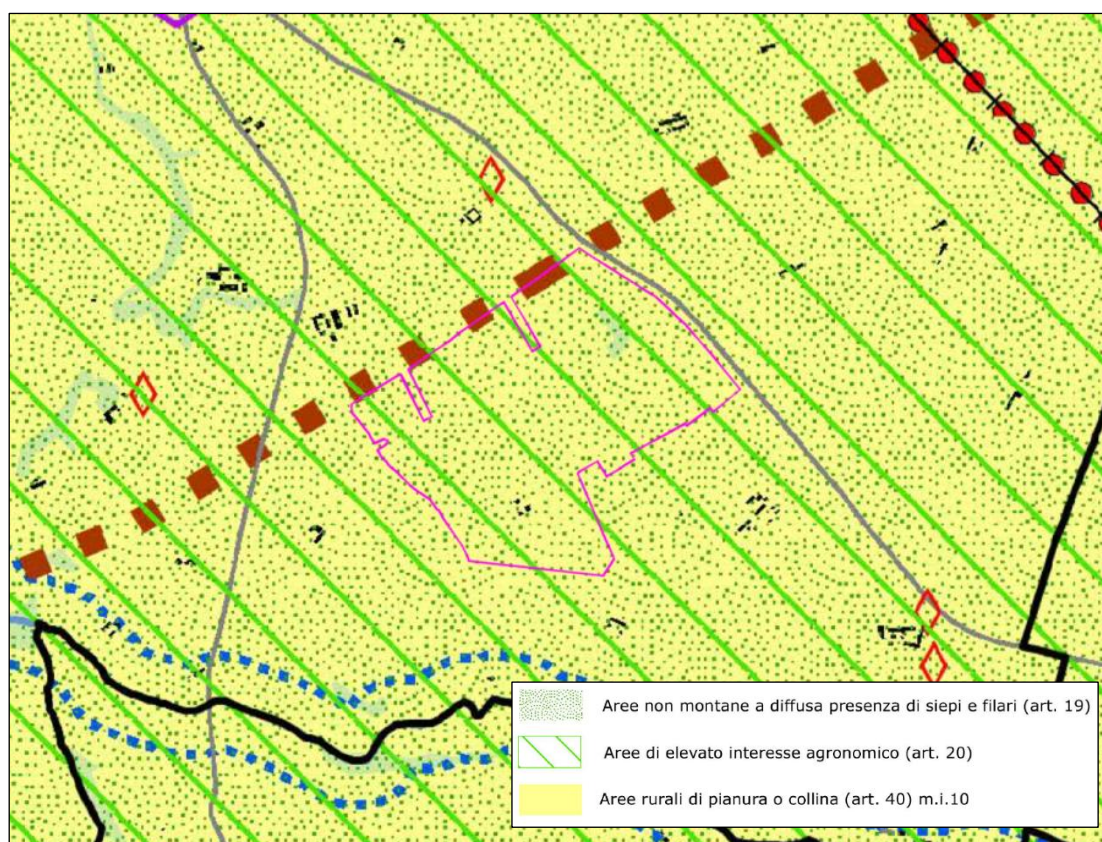 Aree non montane a diffusa presenza di siepi e filari (art. 19)
Aree di elevato interesse agronomico (art. 20)
Aree rurali di pianura o collina (art. 40) m.i.10